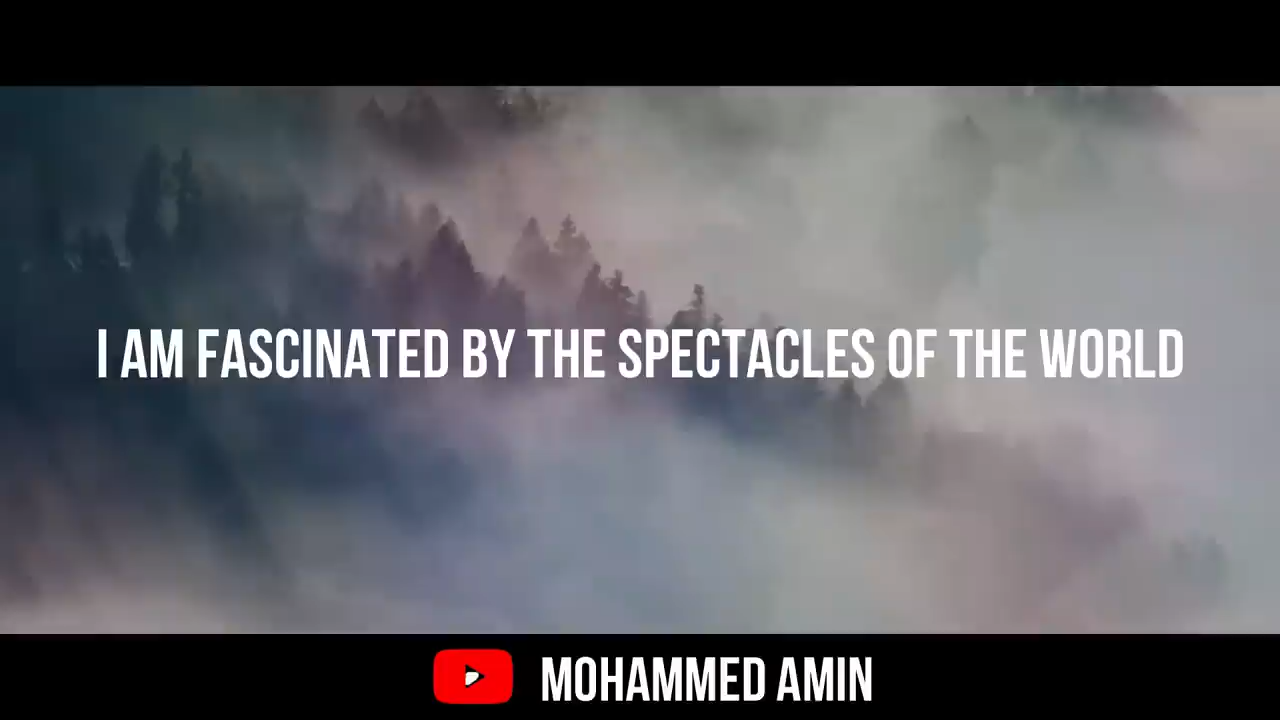 I AM FASCINATED BY THE SPECTACLES OF THE WORLD
MOHAMMED AMIN